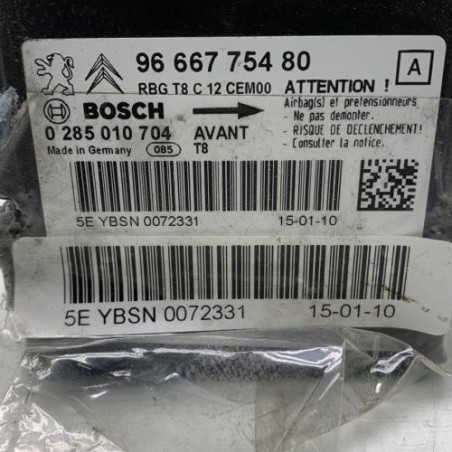 96 667 754 80
A
RBG T8 C 12 CEM00 ATTENTION !
BOSCH
Airbag(s) et pretensionneurs
- Ne pas demonter.
0 285 010 704 AVANT
- RISQUE DE DECLENCHEMENT!
Made in Germany 085 T8
- Consulter la notice.
5E YBSN 0072331 15-01-10
5E YBSN 0072331 15-01-10